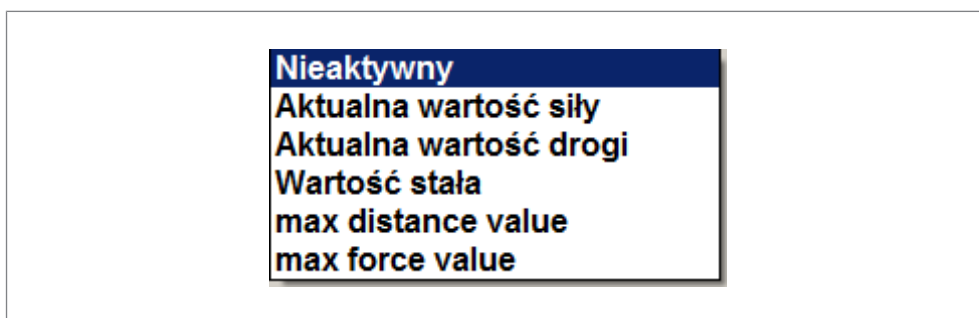 Nieaktywny
Aktualna wartość siły
Aktualna wartość drogi
Wartość stała
max distance value
max force value